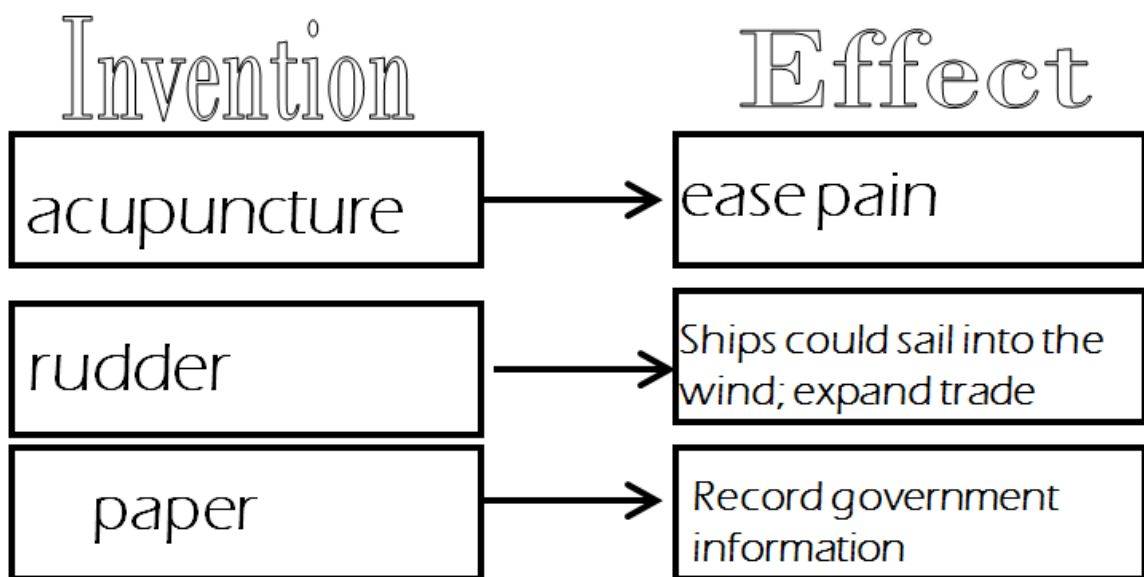 Invention
Effect
acupuncture
ease pain
rudder
Ships could sail into the
wind; expand trade
paper
Record government
information